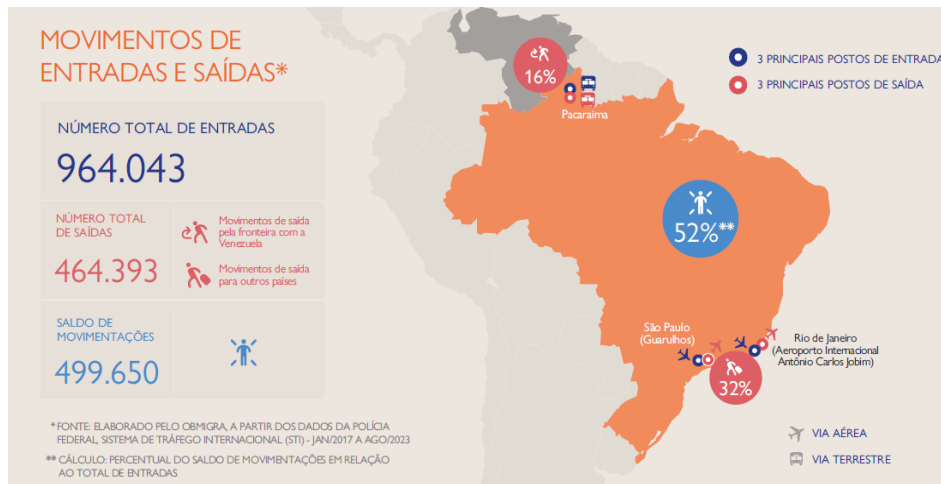 MOVIMENTOS DE
ENTRADAS E SAÍDAS*
NÚMERO TOTAL DE ENTRADAS
964.043
NÚMERO TOTAL
DE SAÍDAS
464.393
Movimentos de saída
pela fronteira com a
Venezuela
Movimentos de saída
para outros países
SALDO DE
MOVIMENTAÇÕES
499.650
* FONTE: ELABORADO PELO OBMIGRA, A PARTIR DOS DADOS DA POLÍCIA
FEDERAL, SISTEMA DE TRÁFEGO INTERNACIONAL (STI) - JAN/2017 A AGO/2023
** CÁLCULO: PERCENTUAL DO SALDO DE MOVIMENTAÇÕES EM RELAÇÃO
AO TOTAL DE ENTRADAS
16%
Pacaraima
52%**
São Paulo
(Guarulhos)
32%
Rio de Janeiro
(Aeroporto Internacional
Antônio Carlos Jobim)
3 PRINCIPAIS POSTOS DE ENTRADA
3 PRINCIPAIS POSTOS DE SAÍDA
VIA AÉREA
VIA TERRESTRE